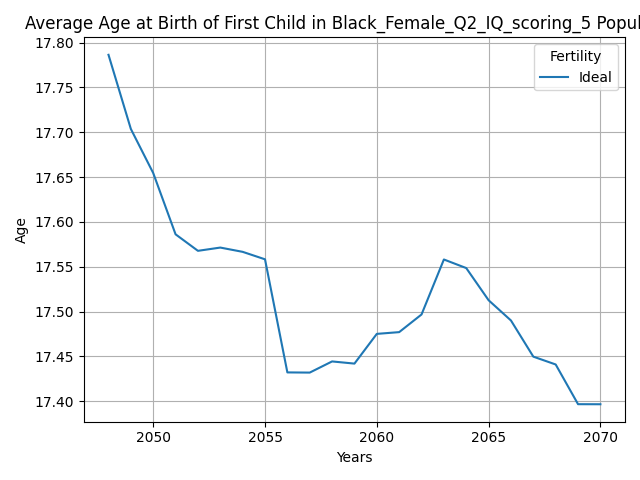 Average Age at Birth of First Child in Black_Female_Q2_IQ_scoring_5 Popul
17.80
17.75
17.70
17.65
17.60
17.55
17.50
17.45
17.40
Age
Fertility
Ideal
2050 2055 2060 2065 2070
Years